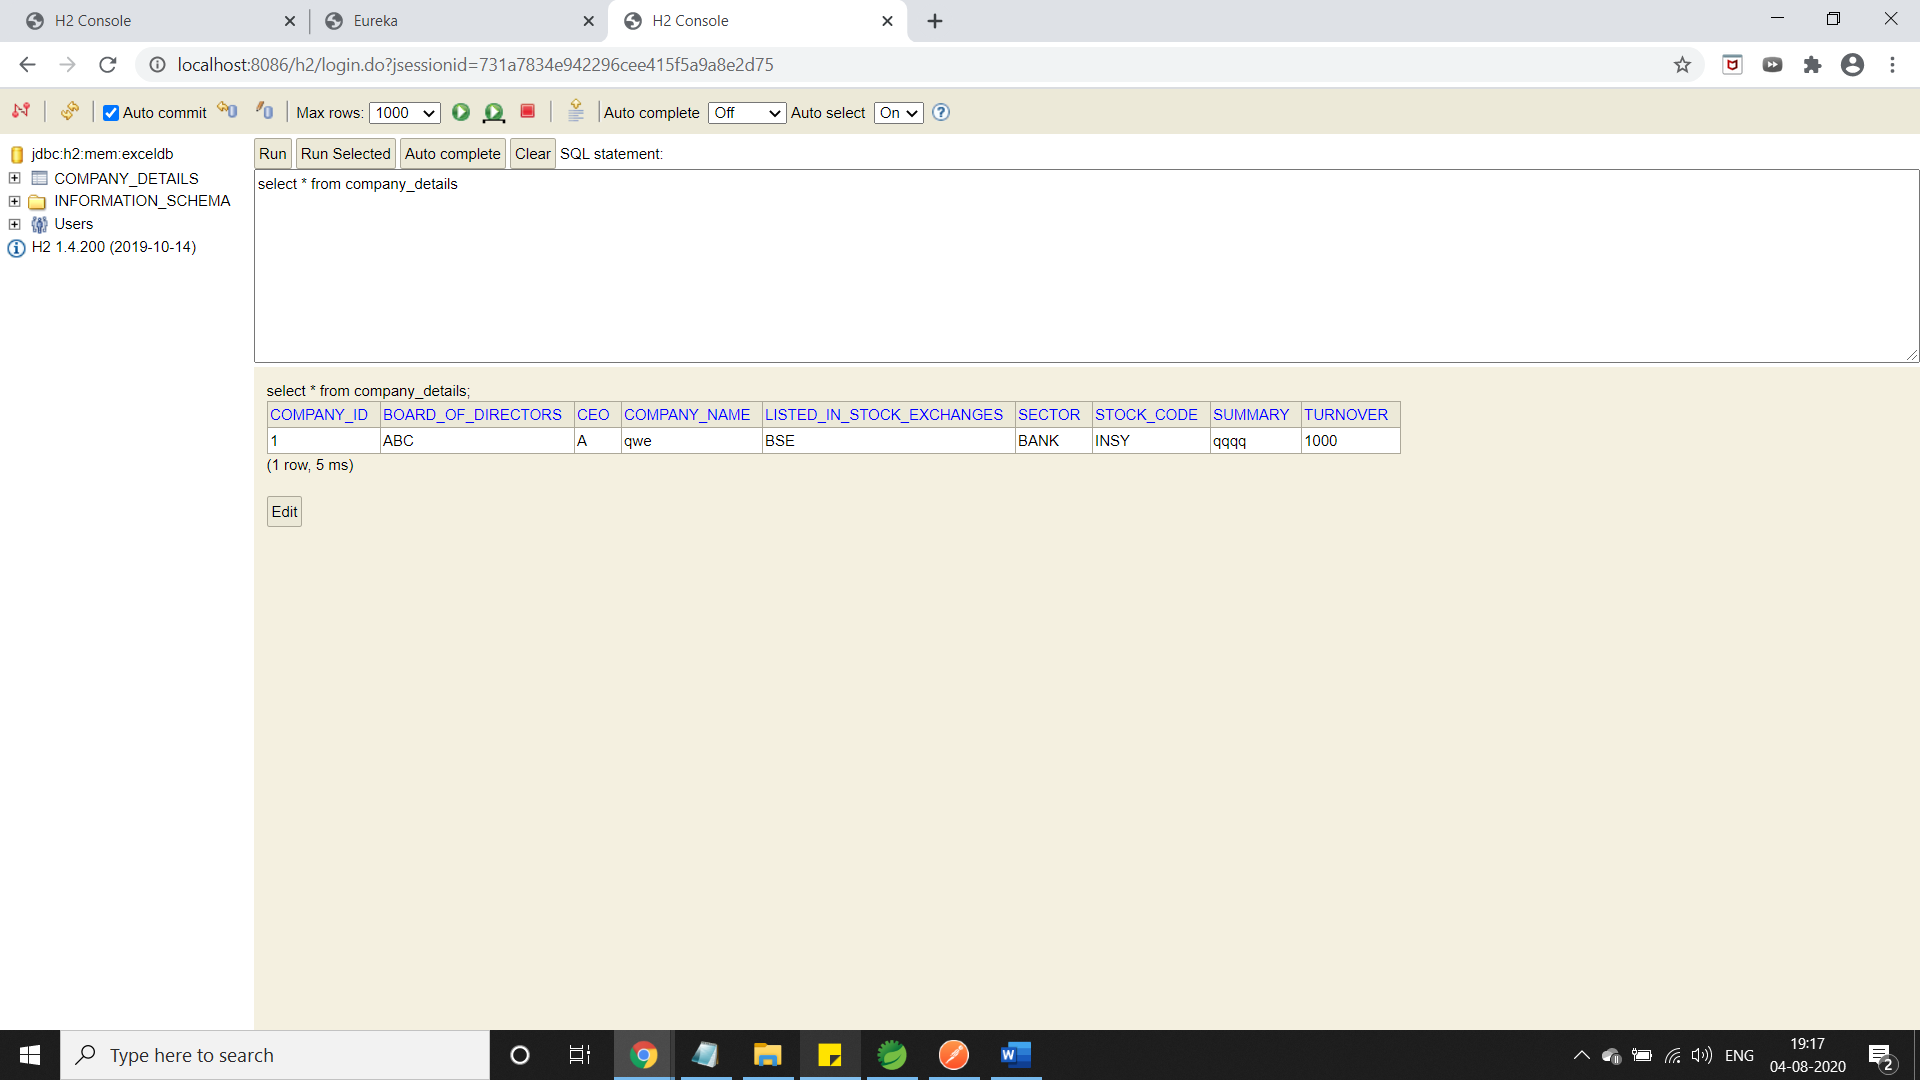 H2 Console
Eureka
H2 Console
localhost:8086/h2/login.do?jsessionid=731a7834e942296cee415f5a9a8e2d75
Auto commit Max rows: 1000 Auto complete Off Auto select On
jdbc:h2:mem:exceldb
COMPANY_DETAILS
INFORMATION_SCHEMA
Users
H2 1.4.200 (2019-10-14)
Run Run Selected Auto complete Clear SQL statement:
select * from company_details
select * from company_details;
COMPANY_ID BOARD_OF_DIRECTORS CEO COMPANY_NAME LISTED_IN_STOCK_EXCHANGES SECTOR STOCK_CODE SUMMARY TURNOVER
1 ABC A qwe BSE BANK INSY qqqq 1000
(1 row, 5 ms)
Edit
Type here to search
W
ENG
19:17
04-08-2020
2